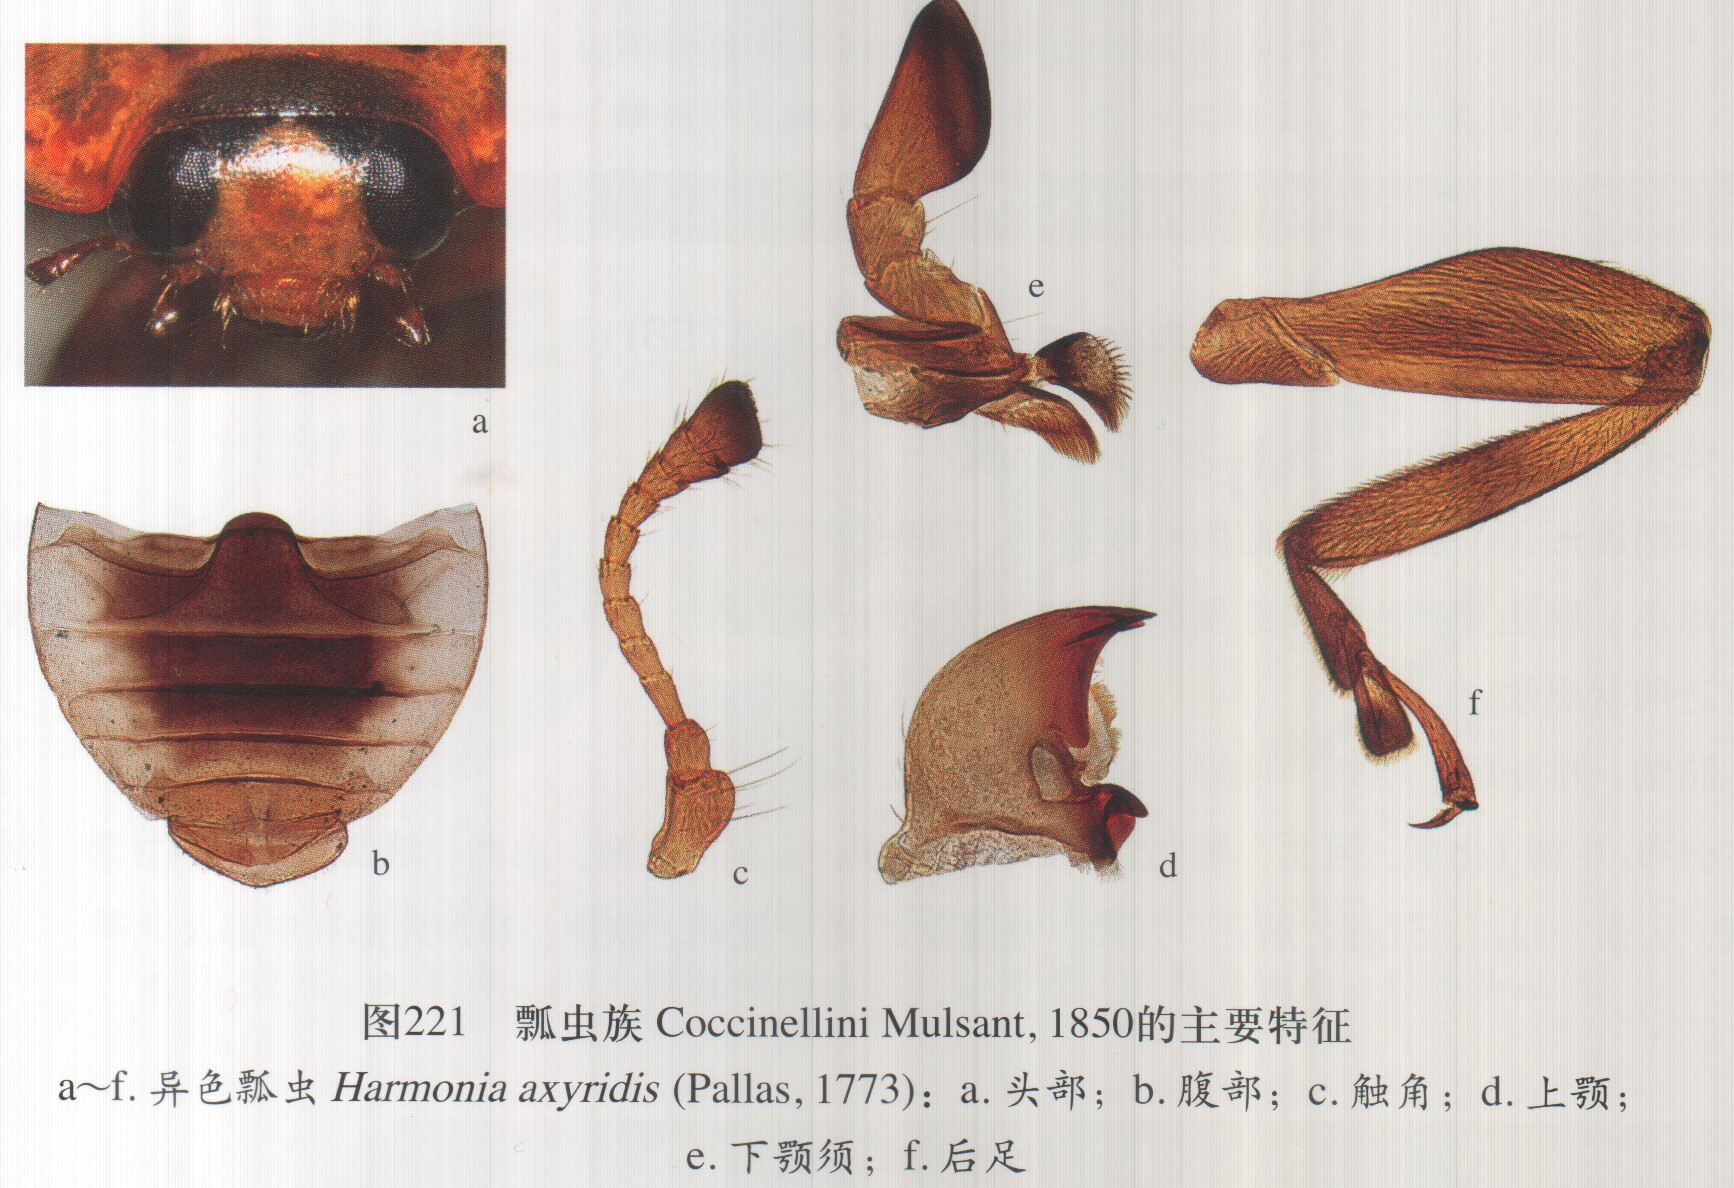 a
e
f
b
c
d
图221 瓢虫族 Coccinellini Mulsant, 1850的主要特征
a~f. 异色瓢虫 Harmonia axyridis (Pallas, 1773)：a. 头部；b. 腹部；c. 触角；d. 上颚；
e. 下颚须；f. 后足